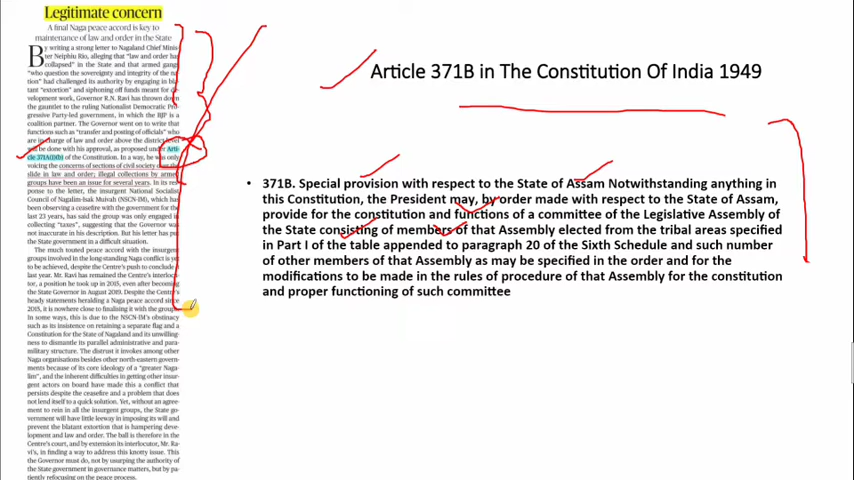 Legitimate concern
A final Naga peace accord is key to
maintenance of law and order in the State
By writing a strong letter to Nagaland Chief Minis-
ter Neiphiu Rio, alleging that "law and order has
collapsed" in the State and that armed gangs
"who question the sovereignty and integrity of the na
tion" had challenged its authority by engaging in bla-
tant "extortion" and siphoning off funds meant for
development work, Governor R.N. Ravi has thrown down
the gauntlet to the ruling Nationalist Democratic Pro-
gressive Party-led government, in which the BJP is a
coalition partner. The Governor went on to write that
functions such as "transfer and posting of officials" who
are in charge of law and order above the district level
will be done with his approval, as proposed under Arti-
cle 371A(1)(b) of the Constitution. In a way, he was only
voicing the concerns of sections of civil society over the
slide in law and order; illegal collections by armed
groups have been an issue for several years. In its res-
ponse to the letter, the insurgent National Socialist
Council of Nagalim-Isak Muivah (NSCN-IM), which has
been observing a ceasefire with the government for the
last 23 years, has said the group was only engaged in
collecting "taxes", suggesting that the Governor was
not inaccurate in his description. But his letter puts
the State government in a difficult situation.
The much touted peace accord with the insurgent
groups involved in the long-standing Naga conflict is yet
to be achieved, despite the Centre's push to conclude
last year. Mr. Ravi has remained the Centre's interloc-
tor, a position he took up in 2015, even after becoming
the State Governor in August 2019. Despite the Centre's
heady statements heralding a Naga peace accord since
2015, it is nowhere close to finalising it with the groups.
In some ways, this is due to the NSCN-IM's obstinacy
such as its insistence on retaining a separate flag and a
Constitution for the State of Nagaland and its unwilling-
ness to dismantle its parallel administrative and para-
military structure. The distrust it invokes among other
Naga organisations besides other north-eastern govern-
ments because of its core ideology of a "greater Naga-
lim", and the inherent difficulties in getting other insur-
gent actors on board have made this a conflict that
persists despite the ceasefire and a problem that does
not lend itself to a quick solution. Yet, without an agree-
ment to rein in all the insurgent groups, the State go-
vernment will have little leeway in imposing its will and
prevent the blatant extortion that is hampering deve-
lopment and law and order. The ball is therefore in the
Centre's court, and by extension its interlocutor, Mr. Ra-
vi's, in finding a way to address this knotty issue. This
the Governor must do, not by usurping the authority of
the State government in governance matters, but by pa-
tiently refocusing on the peace process.
Article 371B in The Constitution Of India 1949
• 371B. Special provision with respect to the State of Assam Notwithstanding anything in
this Constitution, the President may, by order made with respect to the State of Assam,
provide for the constitution and functions of a committee of the Legislative Assembly of
the State consisting of members of that Assembly elected from the tribal areas specified
in Part I of the table appended to paragraph 20 of the Sixth Schedule and such number
of other members of that Assembly as may be specified in the order and for the
modifications to be made in the rules of procedure of that Assembly for the constitution
and proper functioning of such committee